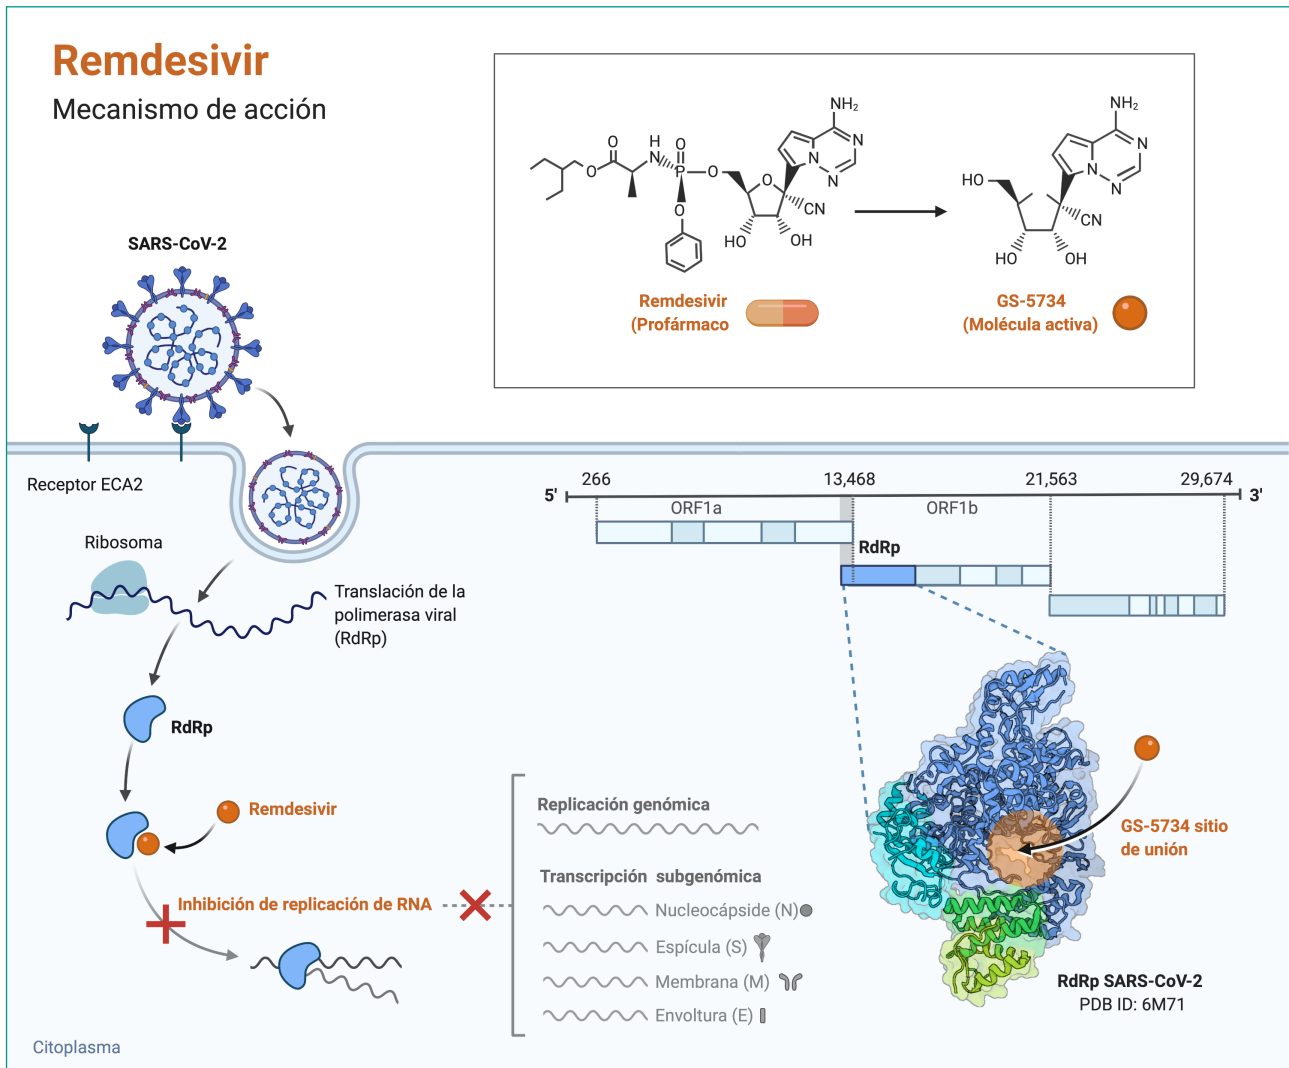 Remdesivir
Mecanismo de acción
NH₂
N
N
N
N
O
O
H
N
O
P
O
O
O
CN
HO
OH
NH₂
N
N
N
HO
CN
HO
OH
Remdesivir
(Profármaco
GS-5734
(Molécula activa)
SARS-CoV-2
Receptor ECA2
Ribosoma
Translación de la
polimerasa viral
(RdRp)
RdRp
Remdesivir
Inhibición de replicación de RNA
Citoplasma
266
13,468
21,563
29,674
5'
3'
ORF1a
ORF1b
RdRp
Replicación genómica
Transcripción subgenómica
Nucleocápside (N)
Espícula (S)
Membrana (M)
Envoltura (E)
GS-5734 sitio
de unión
RdRp SARS-CoV-2
PDB ID: 6M71